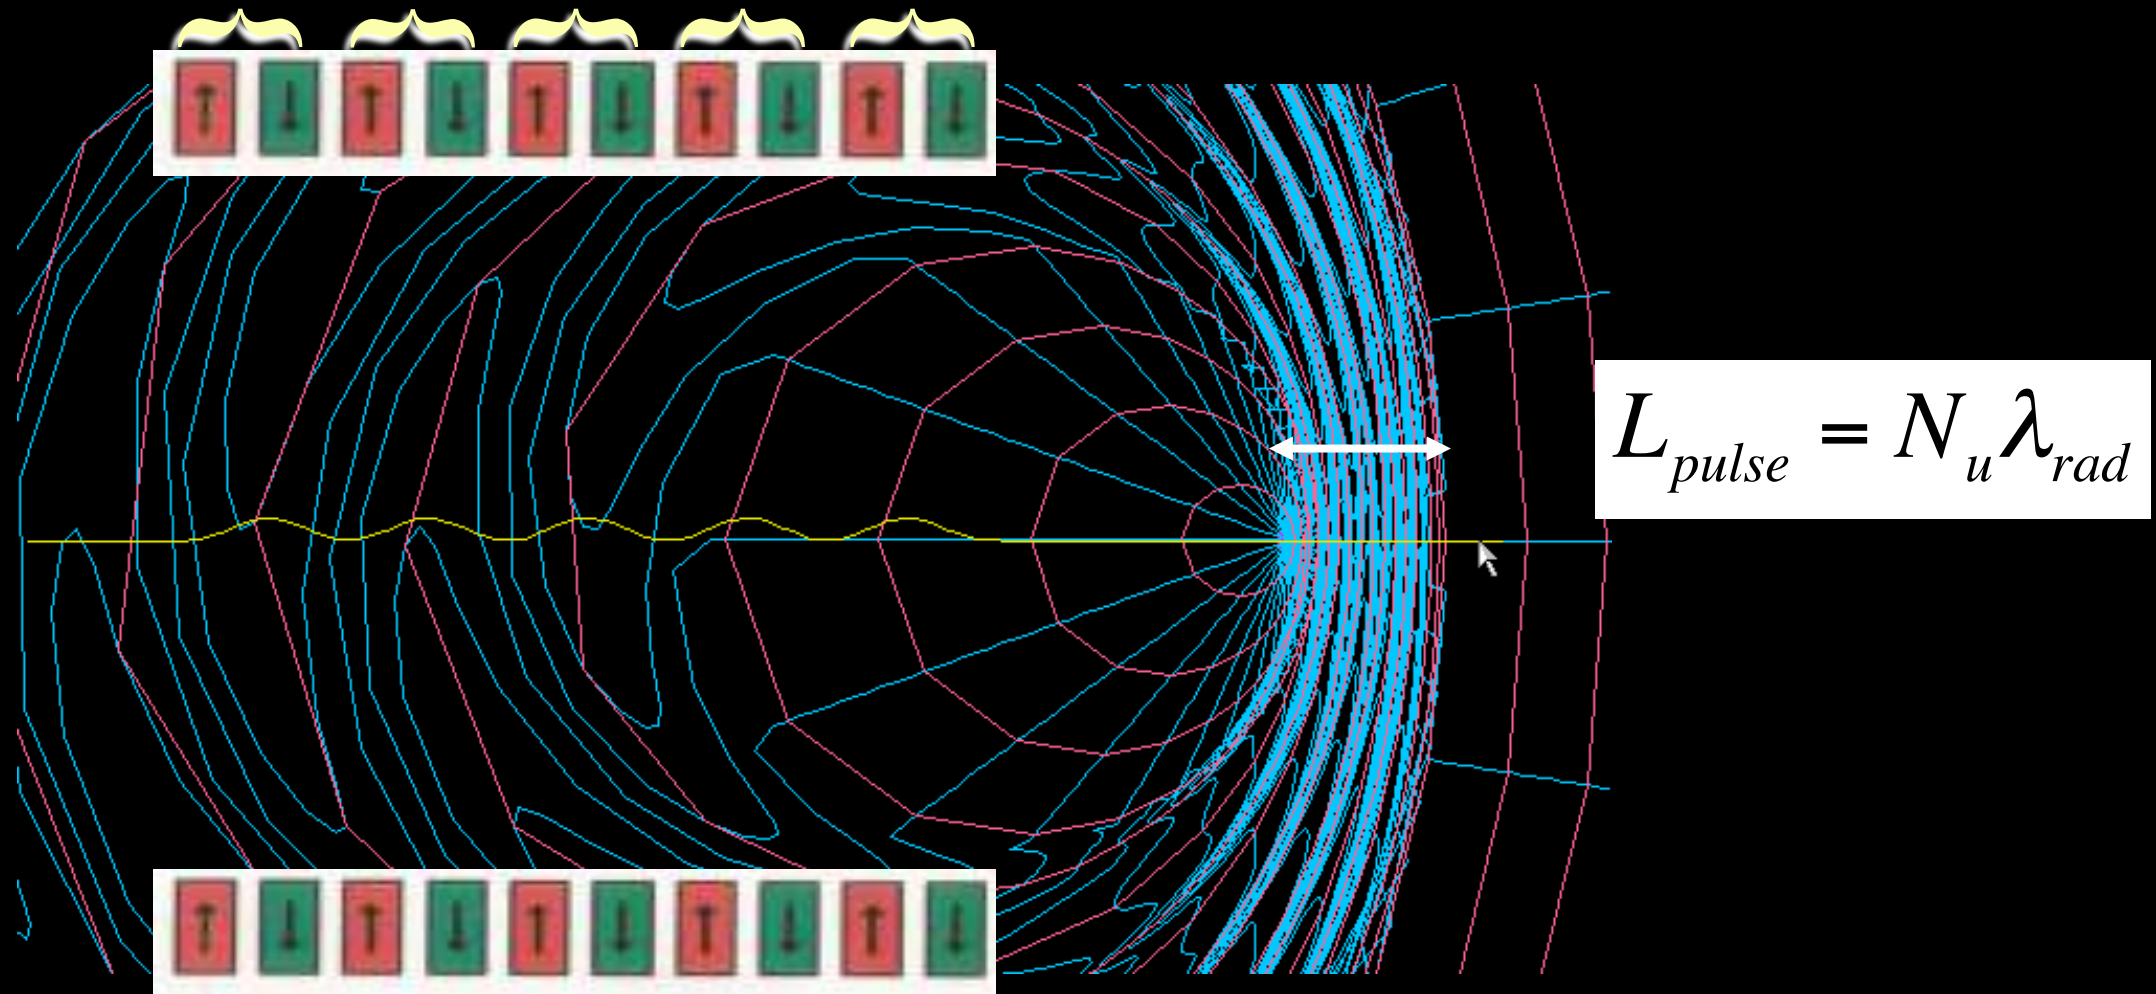 ↑ ↓ ↑ ↓ ↑ ↓ ↑ ↓ ↑ ↓
L_pulse = N_u λ_rad
↑ ↓ ↑ ↓ ↑ ↓ ↑ ↓ ↑ ↓